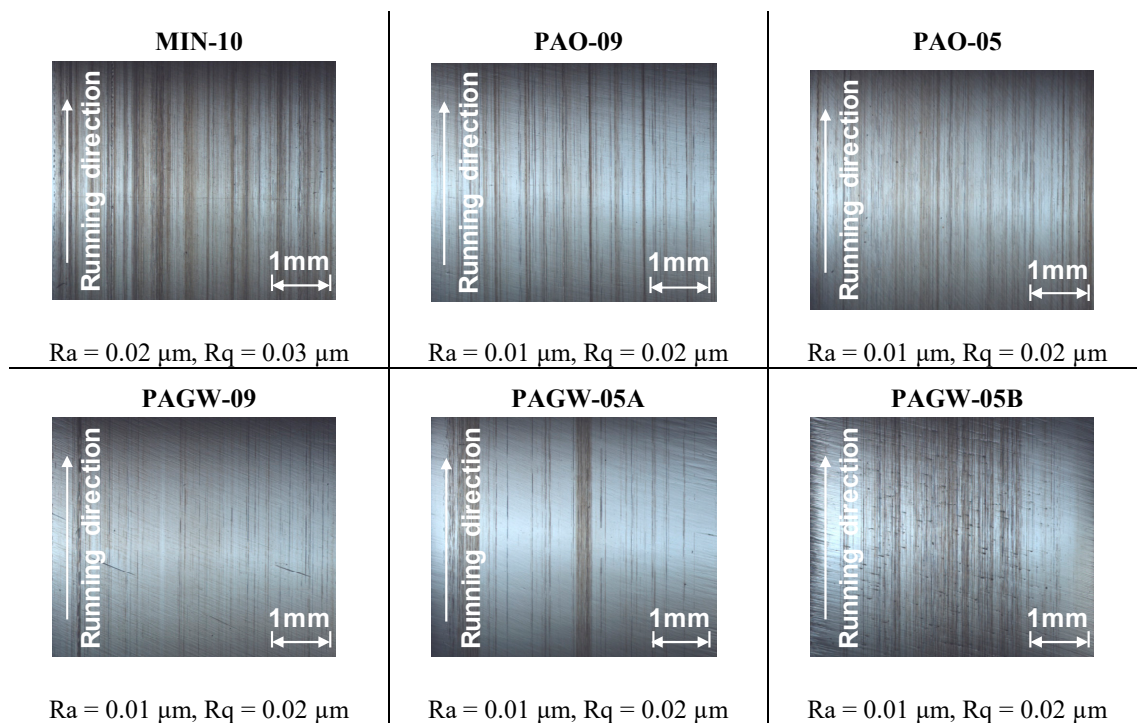 MIN-10
PAO-09
PAO-05
Running direction
1mm
Running direction
1mm
Running direction
1mm
Ra = 0.02 μm, Rq = 0.03 μm
Ra = 0.01 μm, Rq = 0.02 μm
Ra = 0.01 μm, Rq = 0.02 μm
PAGW-09
PAGW-05A
PAGW-05B
Running direction
1mm
Running direction
1mm
Running direction
1mm
Ra = 0.01 μm, Rq = 0.02 μm
Ra = 0.01 μm, Rq = 0.02 μm
Ra = 0.01 μm, Rq = 0.02 μm